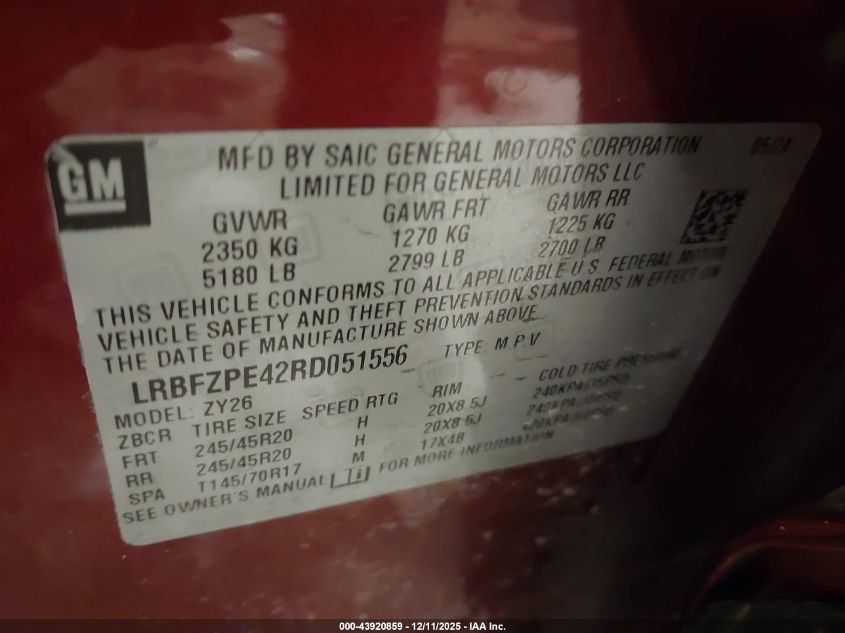 GM
MFD BY SAIC GENERAL MOTORS CORPORATION 05/24
LIMITED FOR GENERAL MOTORS LLC
GVWR GAWR FRT GAWR RR
2350 KG 1270 KG 1225 KG
5180 LB 2799 LB 2700 LB
THIS VEHICLE CONFORMS TO ALL APPLICABLE U.S. FEDERAL MOTOR
VEHICLE SAFETY AND THEFT PREVENTION STANDARDS IN EFFECT ON
THE DATE OF MANUFACTURE SHOWN ABOVE
LRBFZPE42RD051556 TYPE: M.P.V
MODEL: ZY26
ZBCR TIRE SIZE SPEED RTG RIM COLD TIRE PRESSURE
FRT 245/45R20 H 20X8.5J 240KPA(35PSI)
RR 245/45R20 H 20X8.5J 240KPA(35PSI)
SPA T145/70R17 M 17X4B
SEE OWNER'S MANUAL FOR MORE INFORMATION
000-43920859 - 12/11/2025 - IAA Inc.